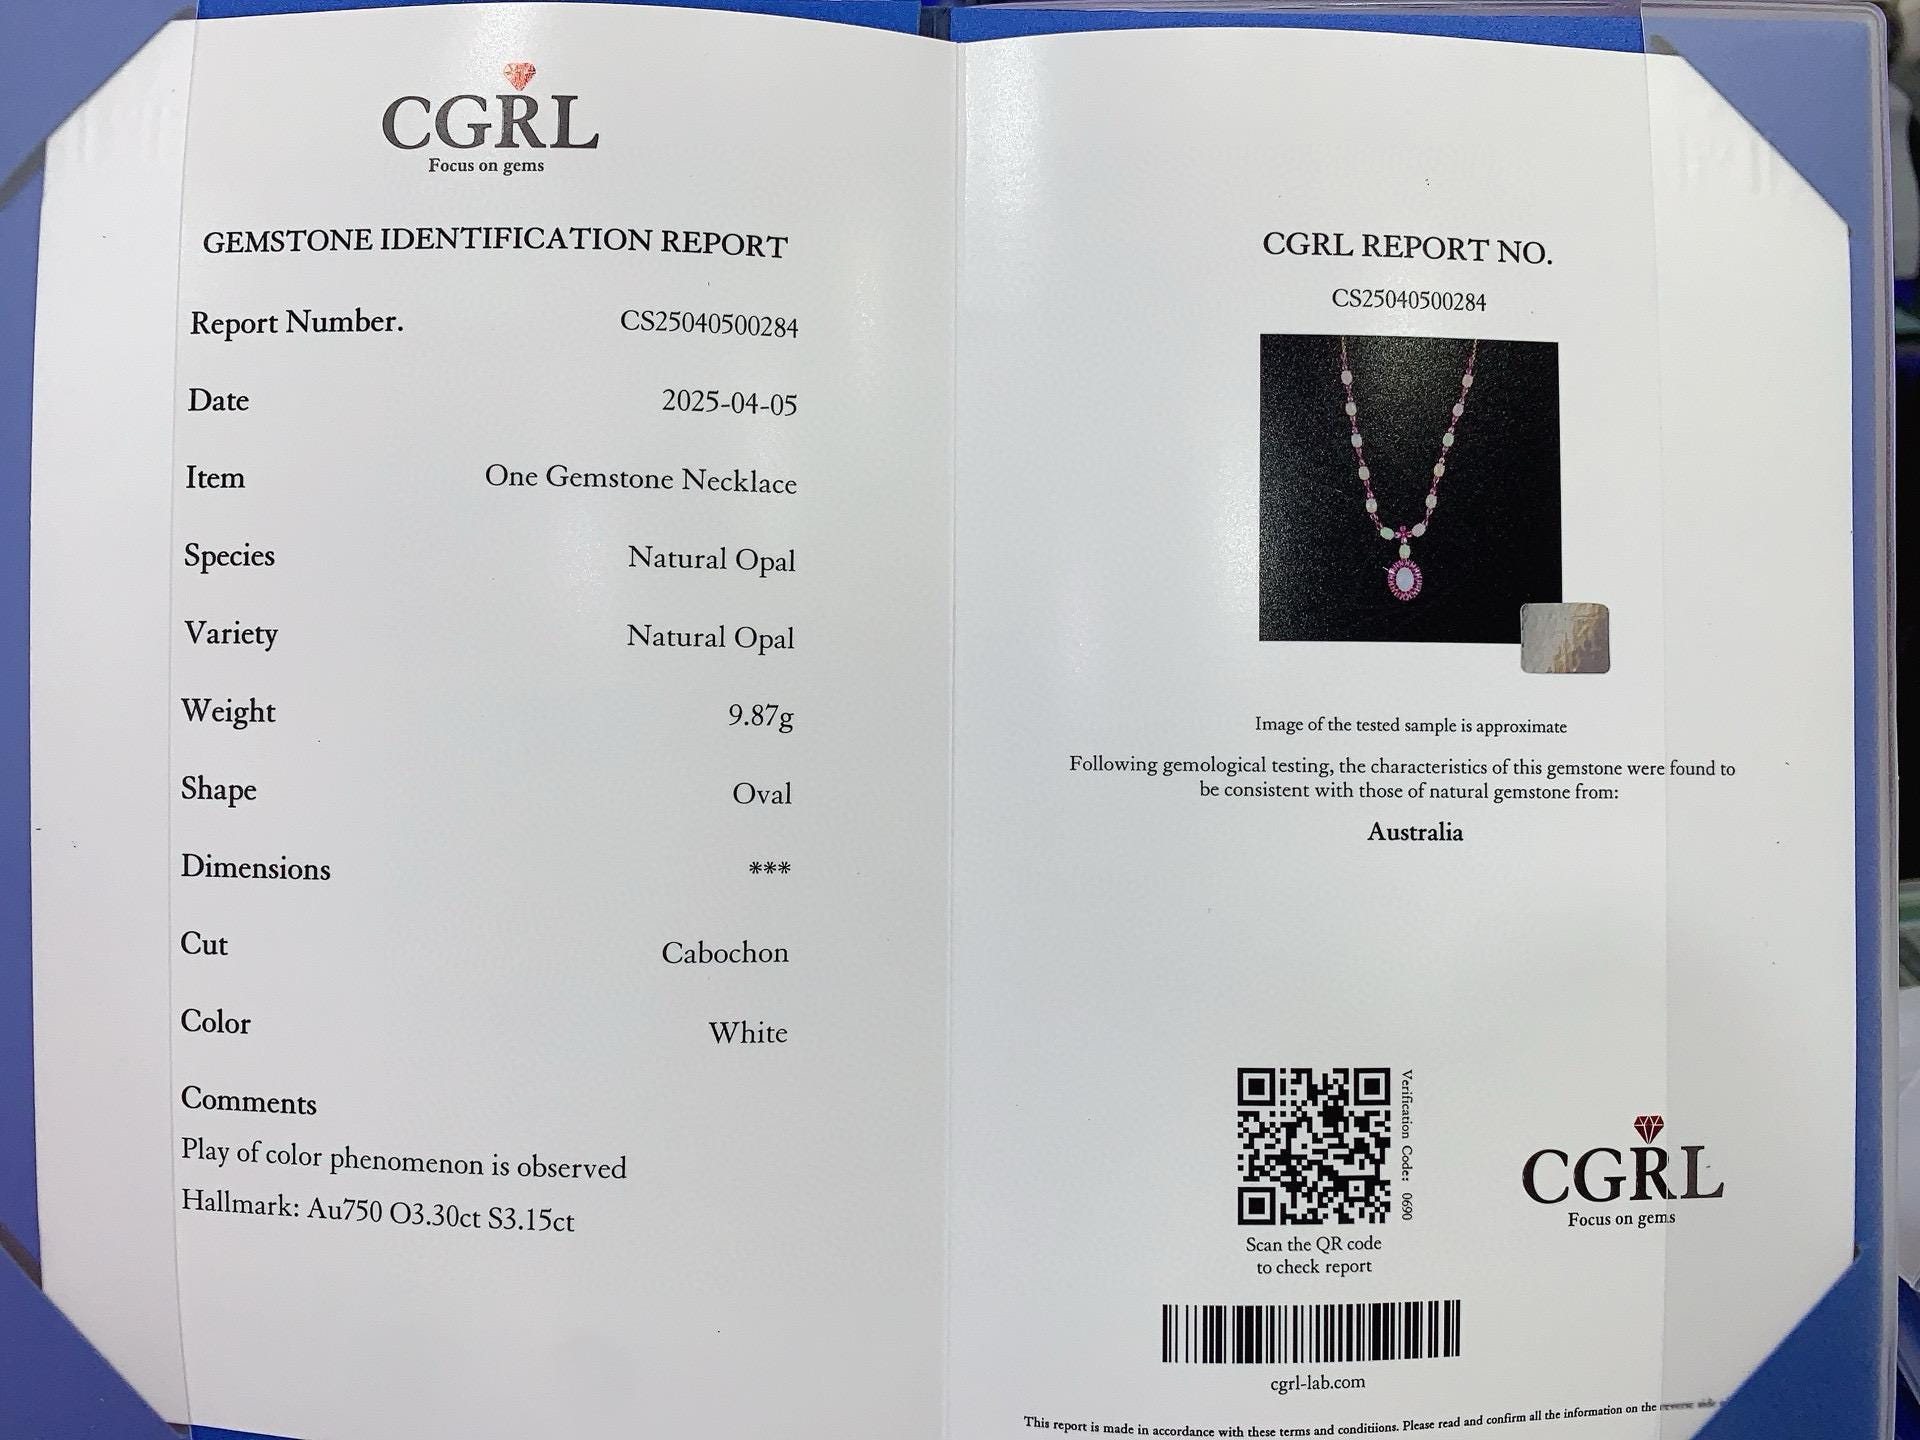 CGRL
Focus on gems
GEMSTONE IDENTIFICATION REPORT
Report Number. CS25040500284
Date 2025-04-05
Item One Gemstone Necklace
Species Natural Opal
Variety Natural Opal
Weight 9.87g
Shape Oval
Dimensions ***
Cut Cabochon
Color White
Comments
Play of color phenomenon is observed
Hallmark: Au750 O3.30ct S3.15ct
CGRL REPORT NO.
CS25040500284
Image of the tested sample is approximate
Following gemological testing, the characteristics of this gemstone were found to
be consistent with those of natural gemstone from:
Australia
Verification Code: 0690
Scan the QR code
to check report
CGRL
Focus on gems
cgrl-lab.com
This report is made in accordance with these terms and conditiions. Please read and confirm all the information on the reverse side